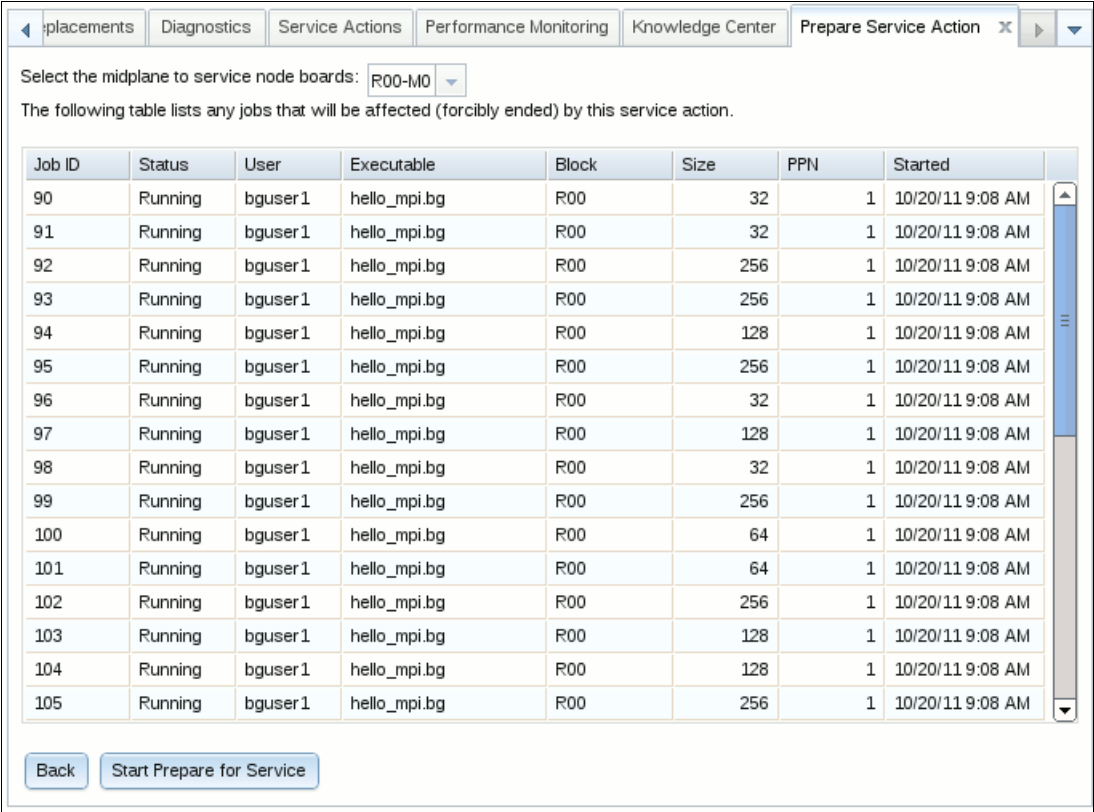 placements Diagnostics Service Actions Performance Monitoring Knowledge Center Prepare Service Action X
Select the midplane to service node boards: R00-M0
The following table lists any jobs that will be affected (forcibly ended) by this service action.
Job ID Status User Executable Block Size PPN Started
90 Running bguser1 hello_mpi.bg R00 32 1 10/20/11 9:08 AM
91 Running bguser1 hello_mpi.bg R00 32 1 10/20/11 9:08 AM
92 Running bguser1 hello_mpi.bg R00 256 1 10/20/11 9:08 AM
93 Running bguser1 hello_mpi.bg R00 256 1 10/20/11 9:08 AM
94 Running bguser1 hello_mpi.bg R00 128 1 10/20/11 9:08 AM
95 Running bguser1 hello_mpi.bg R00 256 1 10/20/11 9:08 AM
96 Running bguser1 hello_mpi.bg R00 32 1 10/20/11 9:08 AM
97 Running bguser1 hello_mpi.bg R00 128 1 10/20/11 9:08 AM
98 Running bguser1 hello_mpi.bg R00 32 1 10/20/11 9:08 AM
99 Running bguser1 hello_mpi.bg R00 256 1 10/20/11 9:08 AM
100 Running bguser1 hello_mpi.bg R00 64 1 10/20/11 9:08 AM
101 Running bguser1 hello_mpi.bg R00 64 1 10/20/11 9:08 AM
102 Running bguser1 hello_mpi.bg R00 256 1 10/20/11 9:08 AM
103 Running bguser1 hello_mpi.bg R00 128 1 10/20/11 9:08 AM
104 Running bguser1 hello_mpi.bg R00 128 1 10/20/11 9:08 AM
105 Running bguser1 hello_mpi.bg R00 256 1 10/20/11 9:08 AM
Back Start Prepare for Service